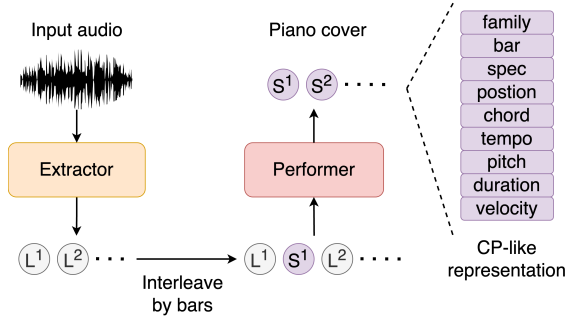 Input audio
Extractor
L¹ L² · · ·
Interleave
by bars
Piano cover
S¹ S² · · · ·
Performer
L¹ S¹ L² · · · ·
family
bar
spec
postion
chord
tempo
pitch
duration
velocity
CP-like
representation